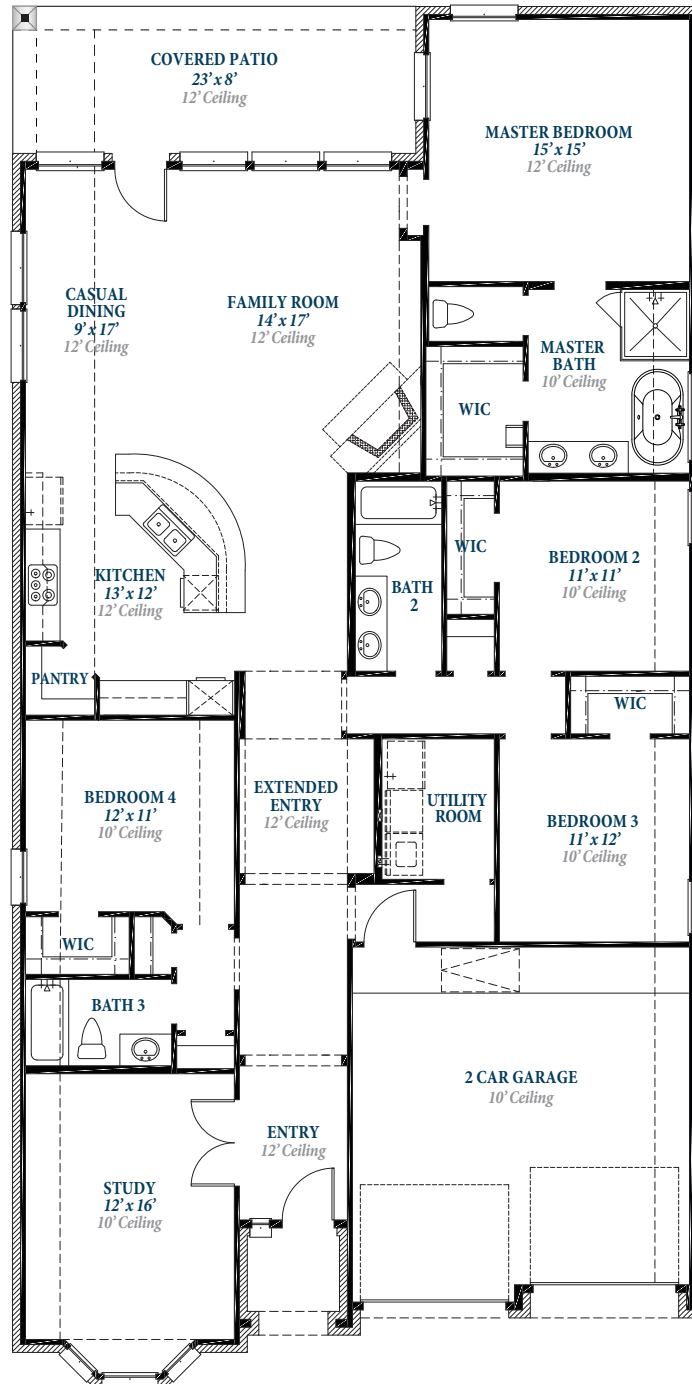 COVERED PATIO
23’ x 8’
12’ Ceiling
MASTER BEDROOM
15’ x 15’
12’ Ceiling
CASUAL
DINING
9’ x 17’
12’ Ceiling
FAMILY ROOM
14’ x 17’
12’ Ceiling
MASTER
BATH
10’ Ceiling
WIC
KITCHEN
13’ x 12’
12’ Ceiling
BATH
2
WIC
BEDROOM 2
11’ x 11’
10’ Ceiling
PANTRY
WIC
BEDROOM 4
12’ x 11’
10’ Ceiling
EXTENDED
ENTRY
12’ Ceiling
UTILITY
ROOM
BEDROOM 3
11’ x 12’
10’ Ceiling
WIC
BATH 3
2 CAR GARAGE
10’ Ceiling
ENTRY
12’ Ceiling
STUDY
12’ x 16’
10’ Ceiling